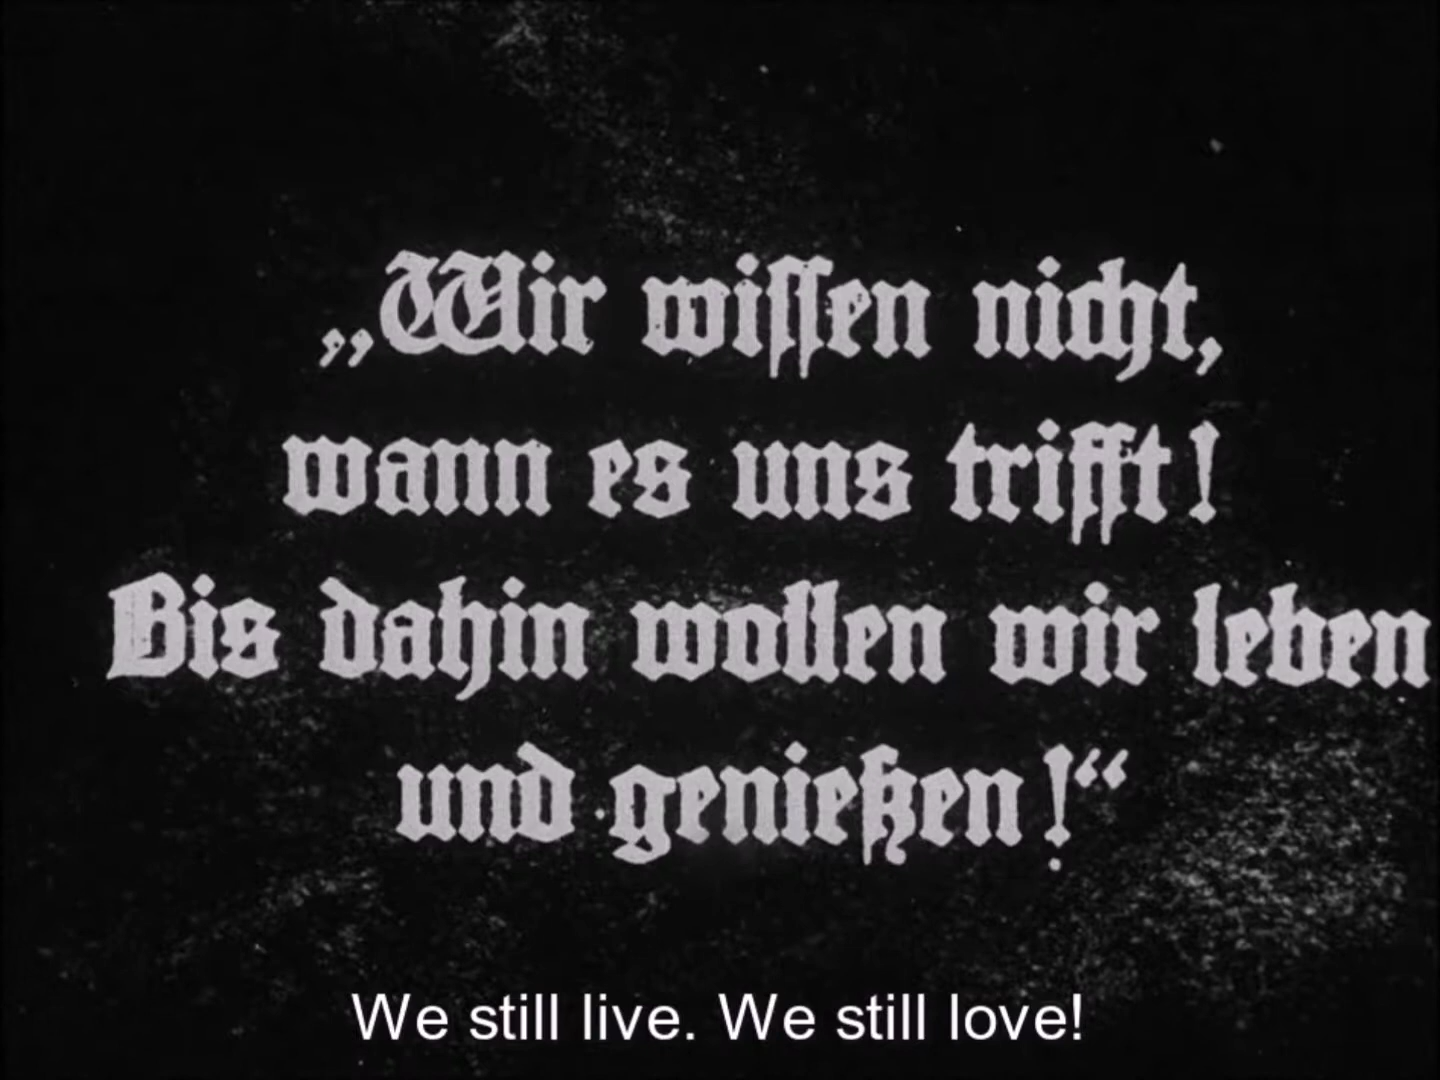 „Wir wissen nicht,
wann es uns trifft!
Bis dahin wollen wir leben
und genießen!“
We still live. We still love!